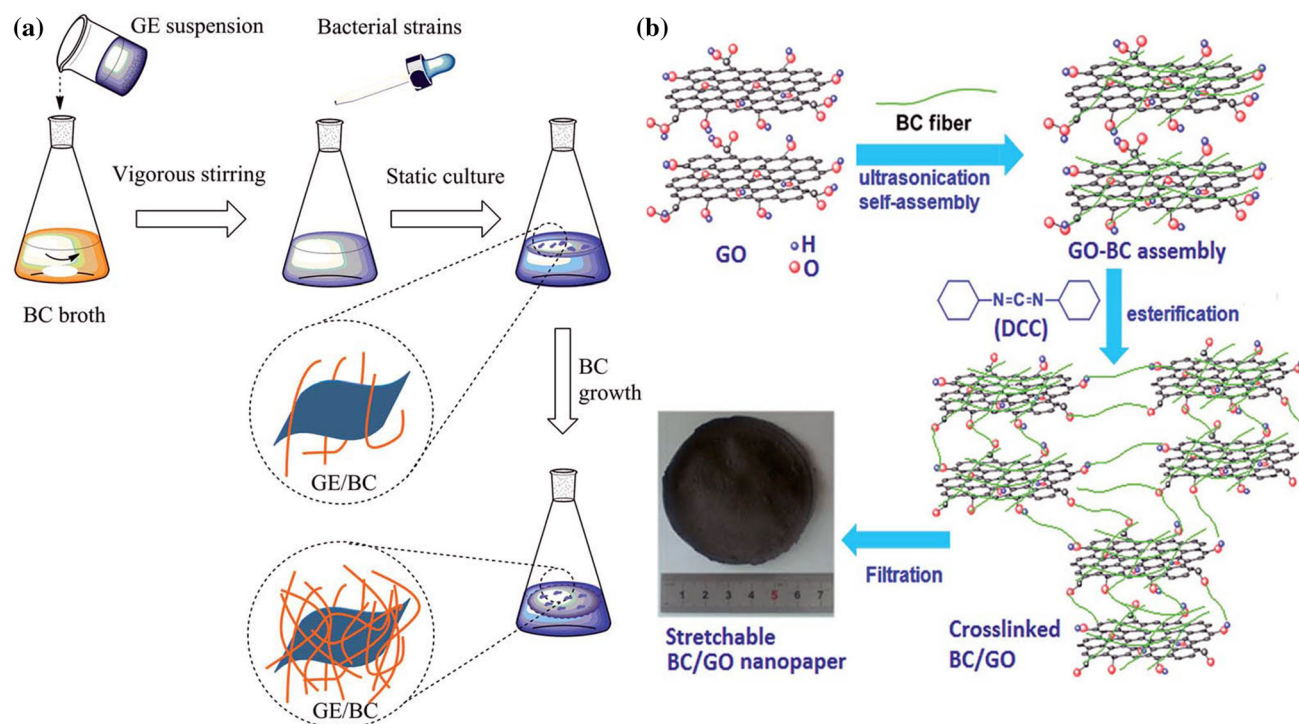 (a)
GE suspension
Bacterial strains
Vigorous stirring
Static culture
BC broth
GE/BC
BC
growth
GE/BC
(b)
BC fiber
ultrasonication
self-assembly
GO
H
O
GO-BC assembly
N=C=N
(DCC)
esterification
1 2 3 4 5 6 7
Filtration
Stretchable
BC/GO nanopaper
Crosslinked
BC/GO